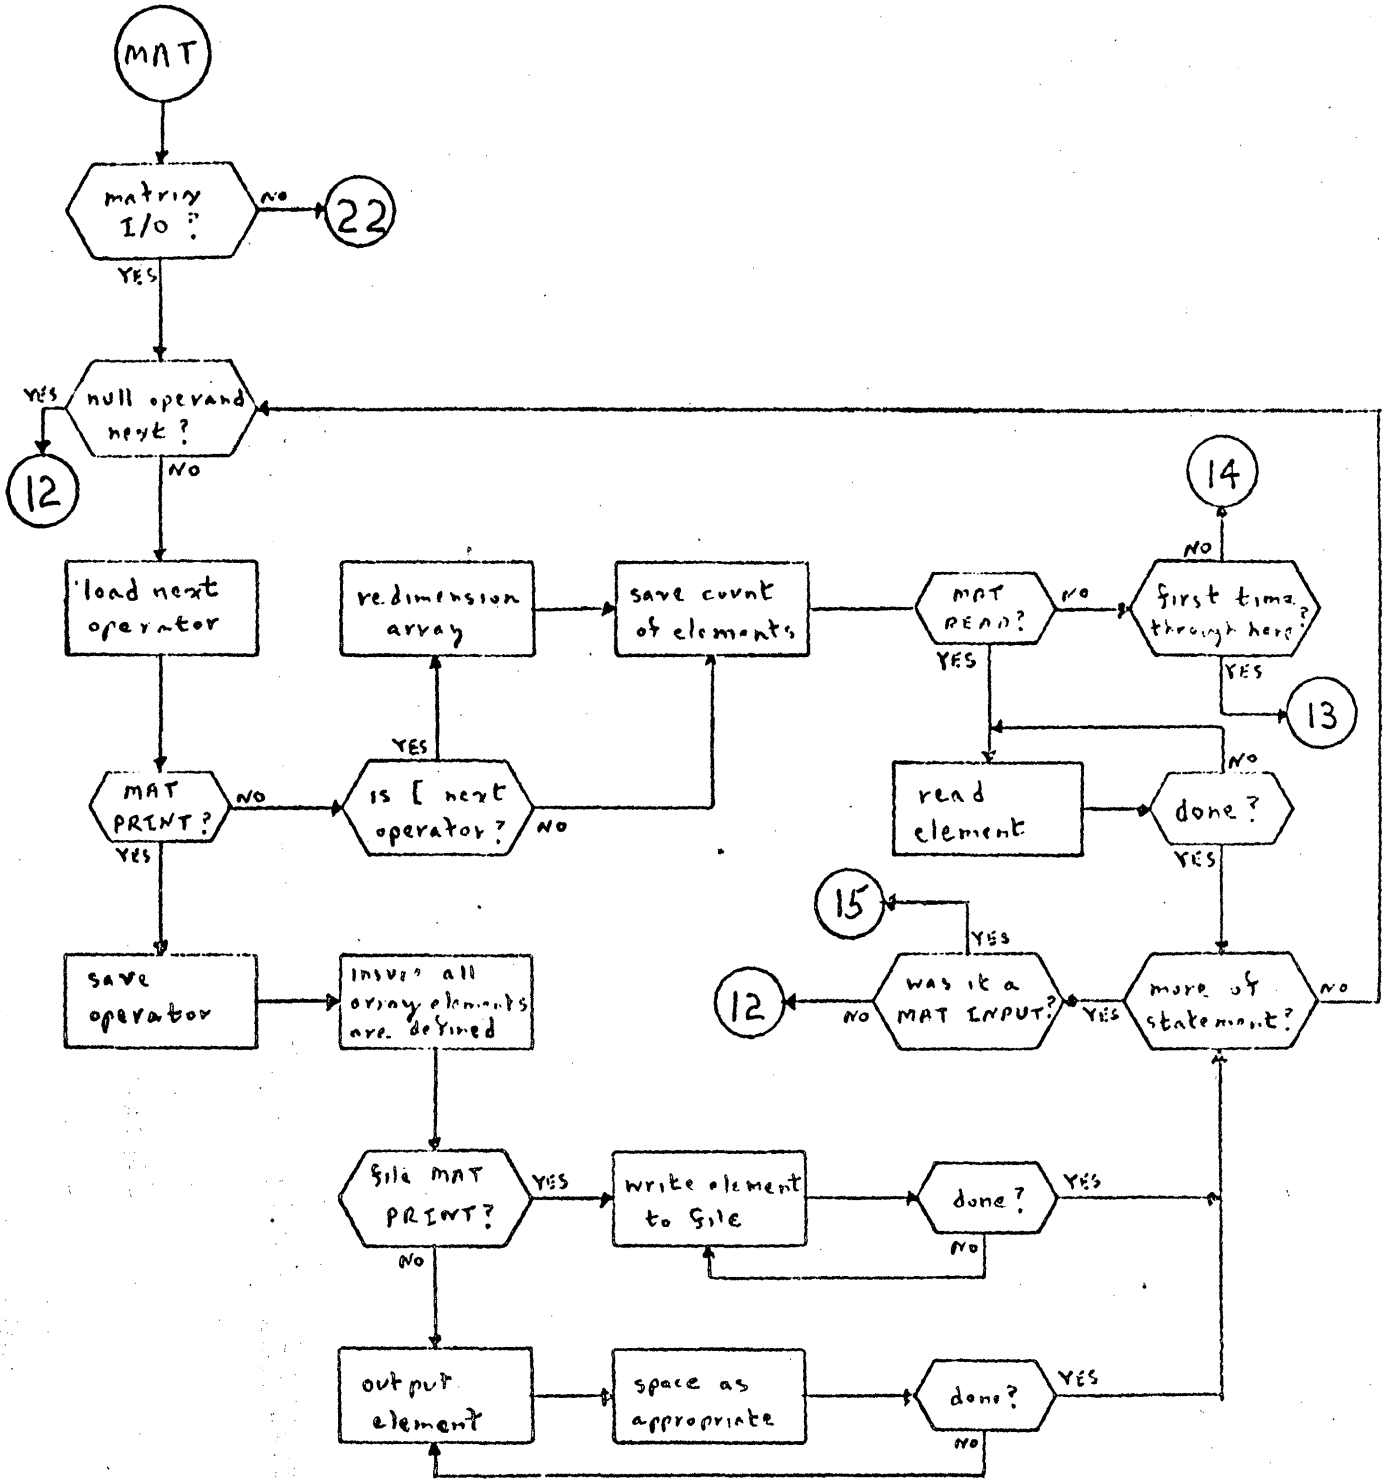 MAT
matrix
I/O?
NO
22
YES
YES
null operand
next?
12
NO
14
NO
load next
operator
redimension
array
save count
of elements
MAT
READ?
NO
first time
through here?
YES
YES
13
YES
NO
MAT
PRINT?
NO
is [ next
operator?
NO
read
element
done?
YES
YES
15
YES
save
operator
insure all
array elements
are defined
12
NO
was it a
MAT INPUT?
YES
more of
statement?
NO
file MAT
PRINT?
YES
write element
to file
done?
YES
NO
NO
output
element
space as
appropriate
done?
YES
NO